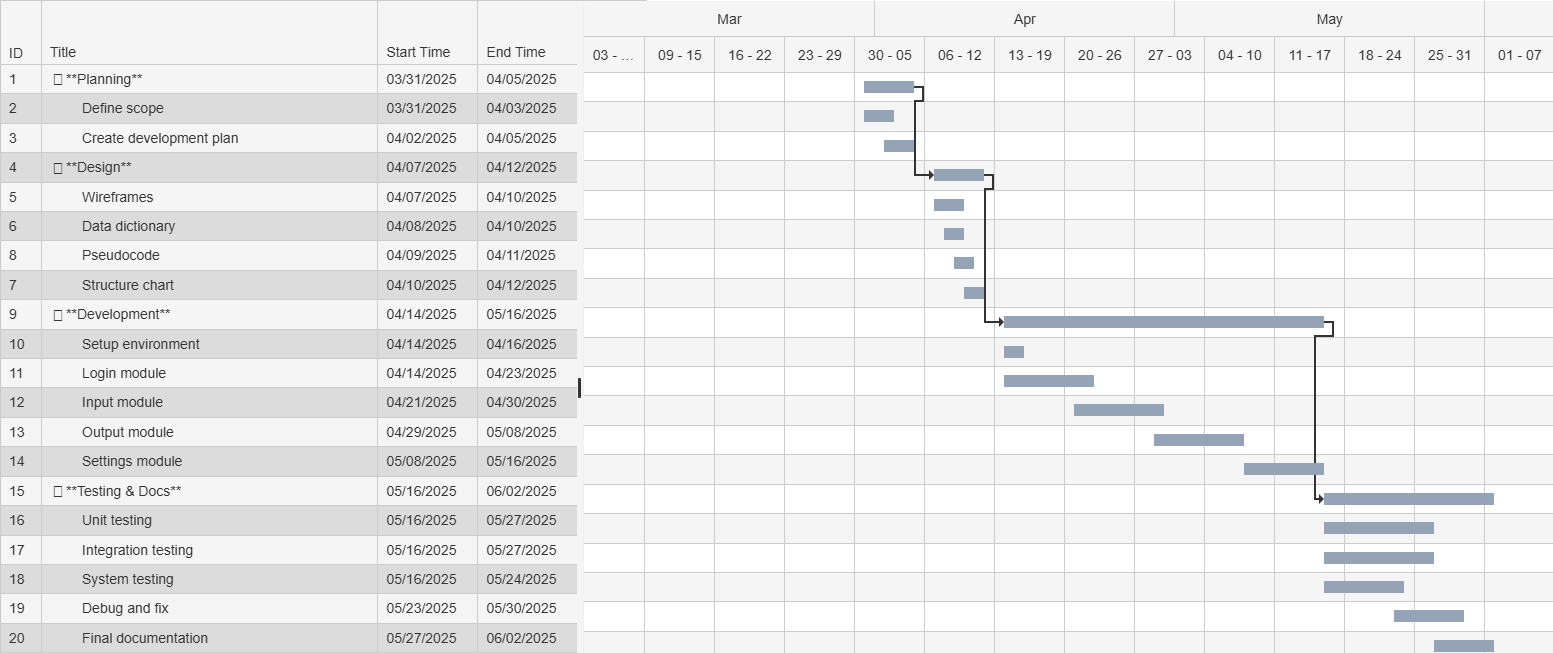 Mar Apr May
ID Title Start Time End Time 03 - ... 09 - 15 16 - 22 23 - 29 30 - 05 06 - 12 13 - 19 20 - 26 27 - 03 04 - 10 11 - 17 18 - 24 25 - 31 01 - 07
1 **Planning** 03/31/2025 04/05/2025
2 Define scope 03/31/2025 04/03/2025
3 Create development plan 04/02/2025 04/05/2025
4 **Design** 04/07/2025 04/12/2025
5 Wireframes 04/07/2025 04/10/2025
6 Data dictionary 04/08/2025 04/10/2025
8 Pseudocode 04/09/2025 04/11/2025
7 Structure chart 04/10/2025 04/12/2025
9 **Development** 04/14/2025 05/16/2025
10 Setup environment 04/14/2025 04/16/2025
11 Login module 04/14/2025 04/23/2025
12 Input module 04/21/2025 04/30/2025
13 Output module 04/29/2025 05/08/2025
14 Settings module 05/08/2025 05/16/2025
15 **Testing & Docs** 05/16/2025 06/02/2025
16 Unit testing 05/16/2025 05/27/2025
17 Integration testing 05/16/2025 05/27/2025
18 System testing 05/16/2025 05/24/2025
19 Debug and fix 05/23/2025 05/30/2025
20 Final documentation 05/27/2025 06/02/2025